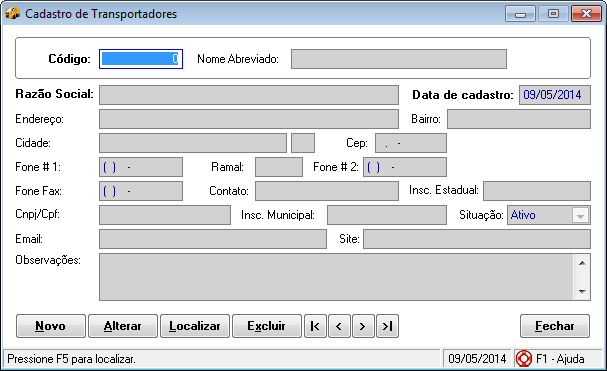 Cadastro de Transportadores
Código: 0 Nome Abreviado:
Razão Social: Data de cadastro: 09/05/2014
Endereço: Bairro:
Cidade: Cep: . -
Fone # 1: ( ) - Ramal: Fone # 2: ( ) -
Fone Fax: ( ) - Contato: Insc. Estadual:
Cnpj/Cpf: Insc. Municipal: Situação: Ativo
Email: Site:
Observações:
Novo Alterar Localizar Excluir |< < > >| Fechar
Pressione F5 para localizar. 09/05/2014 F1 - Ajuda